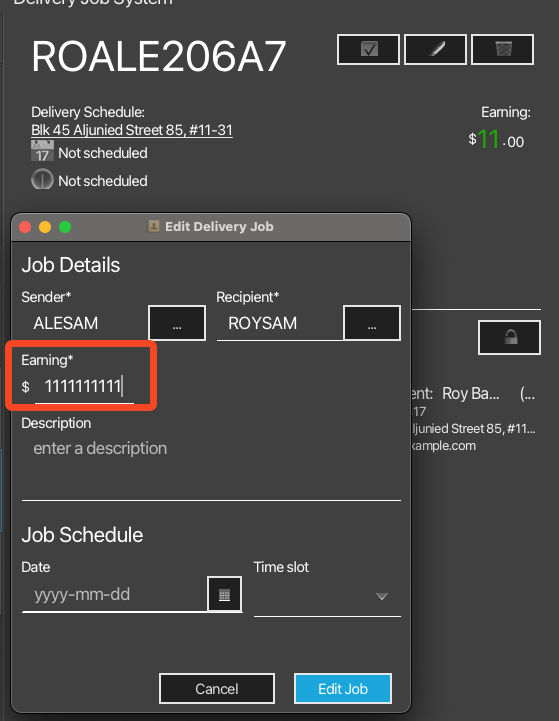 Delivery Job System
ROALE206A7
Delivery Schedule:
Earning:
Blk 45 Aljunied Street 85, #11-31
$11.00
17 Not scheduled
Not scheduled
Edit Delivery Job
Job Details
Sender* Recipient*
ALESAM ... ROYSAM ...
Earning*
$ 1111111111
ent: Roy Ba... (...
-17
Description
ljunied Street 85, #11...
enter a description
xample.com
Job Schedule
Date Time slot
yyyy-mm-dd
Cancel Edit Job